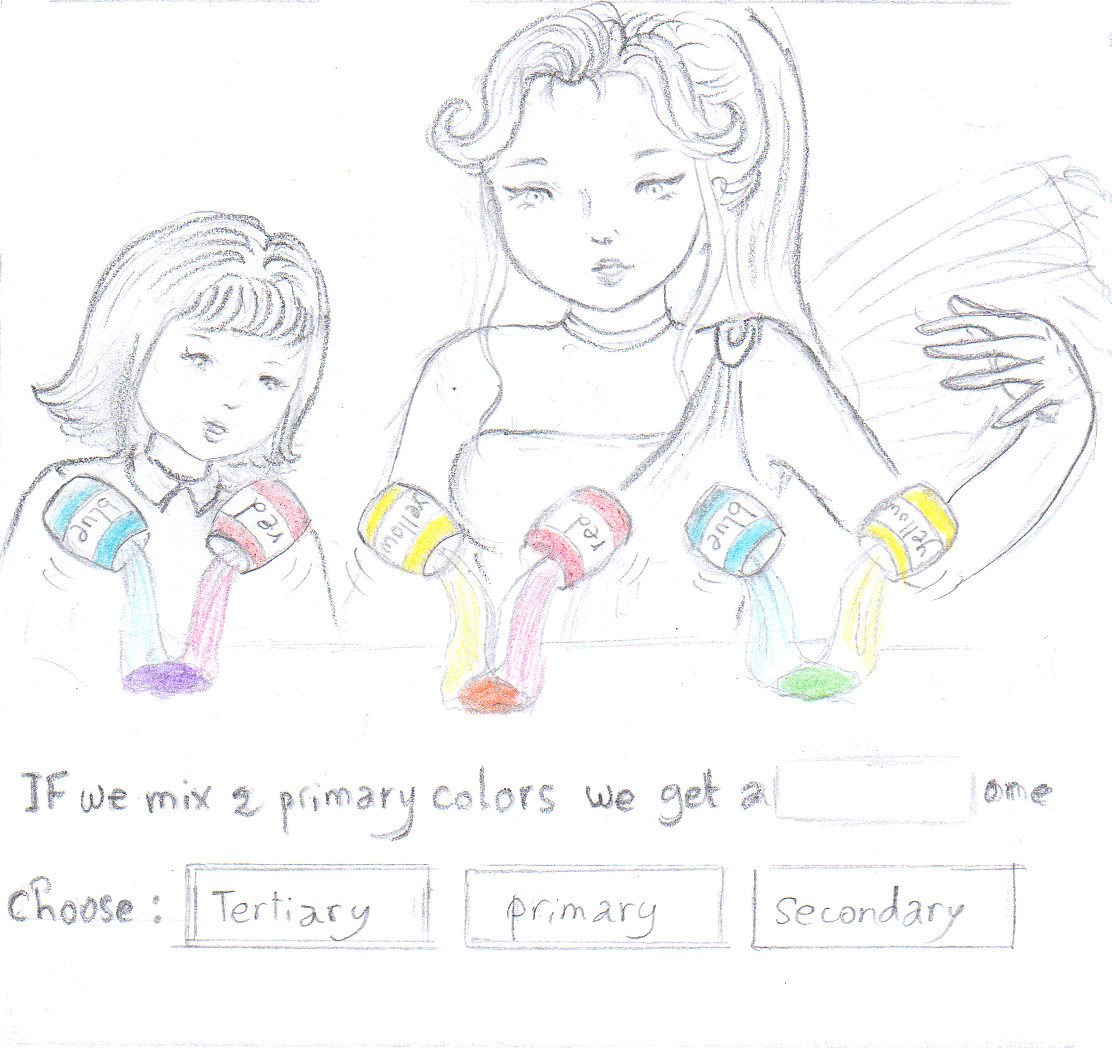 blue
red
yellow
red
blue
yellow
IF we mix 2 primary colors we get a one
choose : Tertiary primary secondary